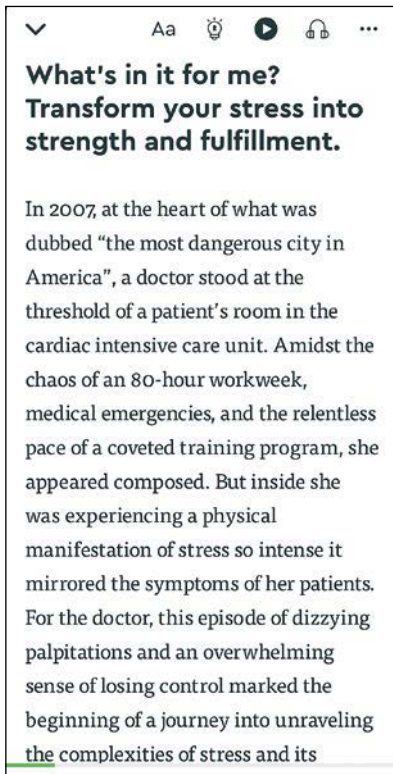 Aa
What's in it for me?
Transform your stress into
strength and fulfillment.
In 2007, at the heart of what was
dubbed “the most dangerous city in
America”, a doctor stood at the
threshold of a patient’s room in the
cardiac intensive care unit. Amidst the
chaos of an 80-hour workweek,
medical emergencies, and the relentless
pace of a coveted training program, she
appeared composed. But inside she
was experiencing a physical
manifestation of stress so intense it
mirrored the symptoms of her patients.
For the doctor, this episode of dizzying
palpitations and an overwhelming
sense of losing control marked the
beginning of a journey into unraveling
the complexities of stress and its